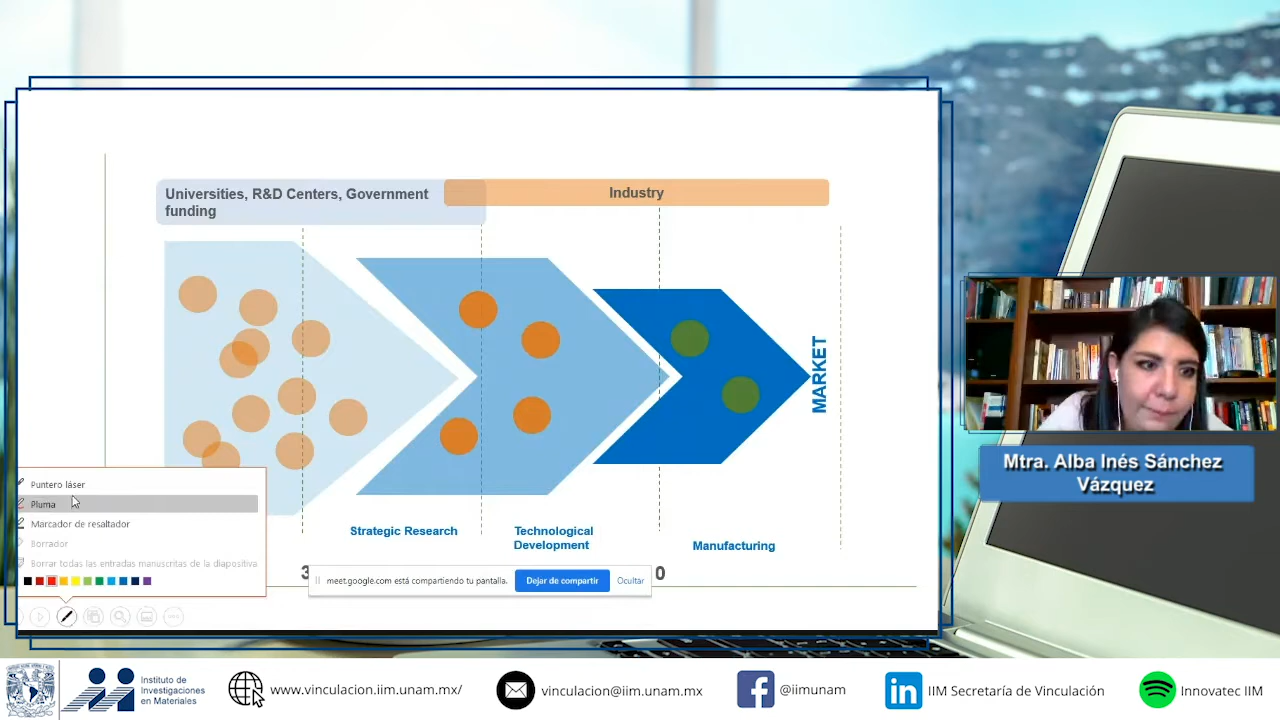 Universities, R&D Centers, Government
funding
Industry
MARKET
Strategic Research
Technological
Development
Manufacturing
3
0
Puntero láser
Pluma
Marcador de resaltador
Borrador
Borrar todas las entradas manuscritas de la diapositiva
meet.google.com está compartiendo tu pantalla.
Dejar de compartir
Ocultar
Mtra. Alba Inés Sánchez
Vázquez
Instituto de
Investigaciones
en Materiales
www.vinculacion.iim.unam.mx/
vinculacion@iim.unam.mx
@iimunam
IIM Secretaría de Vinculación
Innovatec IIM